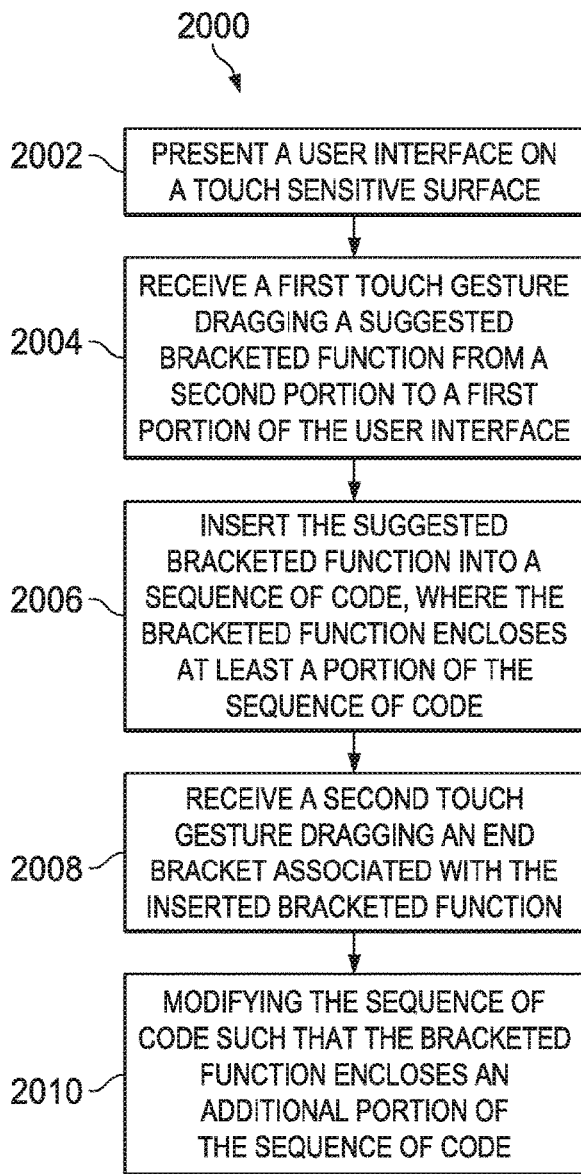 2000
2002
PRESENT A USER INTERFACE ON
A TOUCH SENSITIVE SURFACE
2004
RECEIVE A FIRST TOUCH GESTURE
DRAGGING A SUGGESTED
BRACKETED FUNCTION FROM A
SECOND PORTION TO A FIRST
PORTION OF THE USER INTERFACE
2006
INSERT THE SUGGESTED
BRACKETED FUNCTION INTO A
SEQUENCE OF CODE, WHERE THE
BRACKETED FUNCTION ENCLOSES
AT LEAST A PORTION OF THE
SEQUENCE OF CODE
2008
RECEIVE A SECOND TOUCH
GESTURE DRAGGING AN END
BRACKET ASSOCIATED WITH THE
INSERTED BRACKETED FUNCTION
2010
MODIFYING THE SEQUENCE OF
CODE SUCH THAT THE BRACKETED
FUNCTION ENCLOSES AN
ADDITIONAL PORTION OF
THE SEQUENCE OF CODE